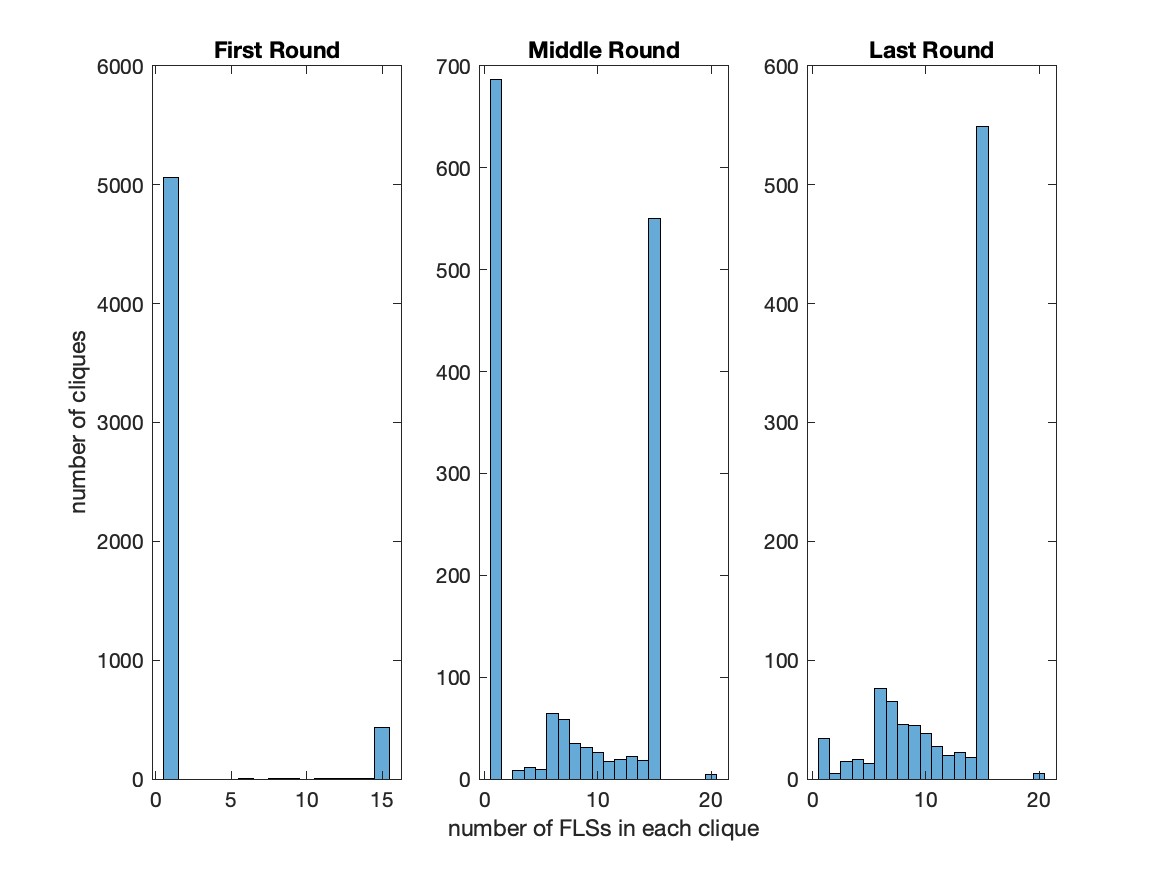 First Round
Middle Round
Last Round
6000
5000
4000
3000
2000
1000
0
0 5 10 15
700
600
500
400
300
200
100
0
0 10 20
600
500
400
300
200
100
0
0 10 20
number of cliques
number of FLSs in each clique